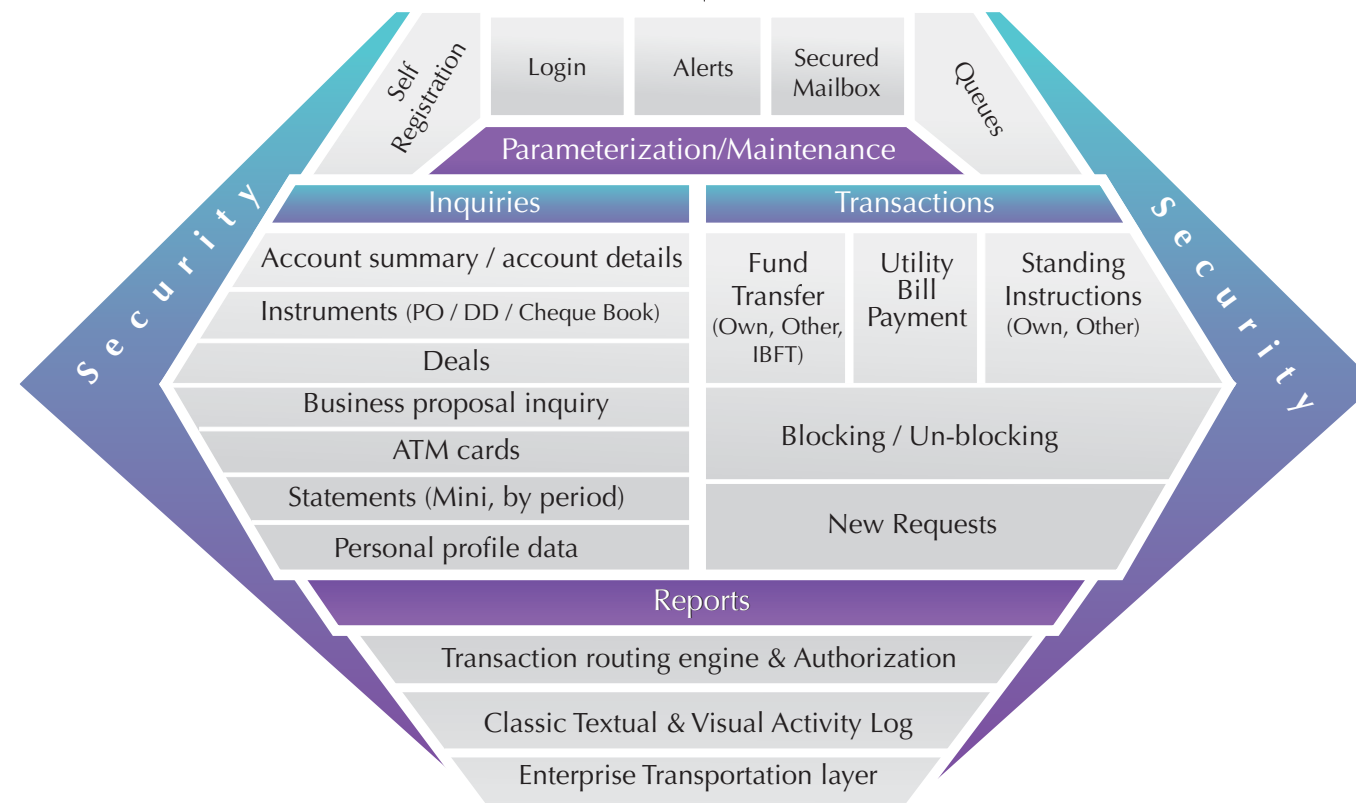 Self
Registration
Login
Alerts
Secured
Mailbox
Queues
Parameterization/Maintenance
Security
Security
Inquiries
Account summary / account details
Instruments (PO / DD / Cheque Book)
Deals
Business proposal inquiry
ATM cards
Statements (Mini, by period)
Personal profile data
Transactions
Fund
Transfer
(Own, Other,
IBFT)
Utility
Bill
Payment
Standing
Instructions
(Own, Other)
Blocking / Un-blocking
New Requests
Reports
Transaction routing engine & Authorization
Classic Textual & Visual Activity Log
Enterprise Transportation layer